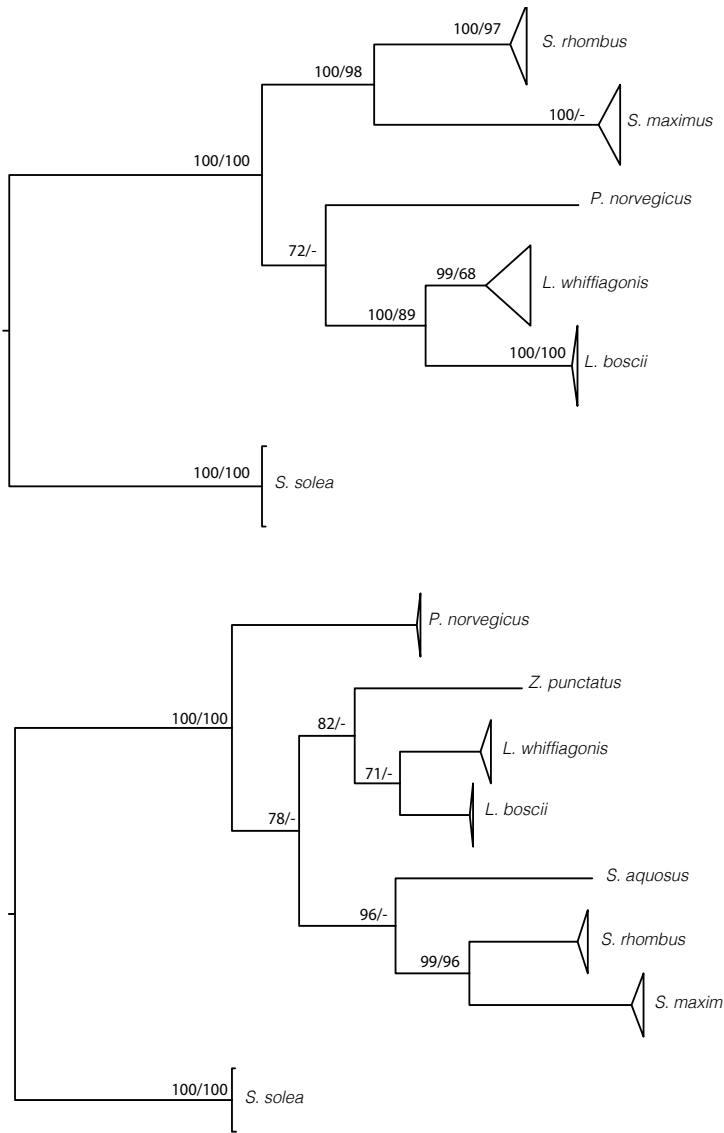 100/97
S. rhombus
100/98
100/-
S. maximus
100/100
P. norvegicus
72/-
99/68
L. whiffiagonis
100/89
100/100
L. boscii
100/100
S. solea
P. norvegicus
Z. punctatus
100/100
82/-
L. whiffiagonis
71/-
L. boscii
78/-
S. aquosus
96/-
S. rhombus
99/96
S. maxim
100/100
S. solea